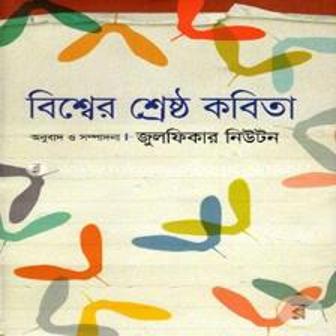 বিশ্বের শ্রেষ্ঠ কবিতা
অনুবাদ ও সম্পাদনা ঃ- জুলফিকার নিউটন
র
র